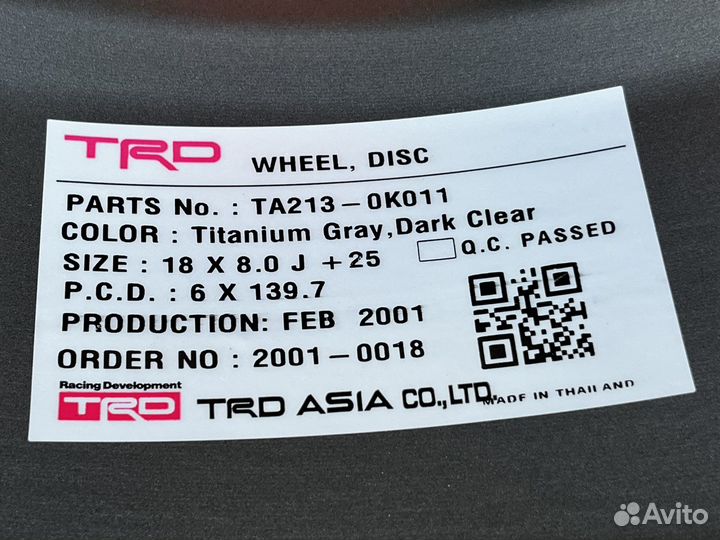 TRD WHEEL, DISC
PARTS No. : TA213-0K011
COLOR : Titanium Gray,Dark Clear
SIZE : 18 X 8.0 J +25
Q.C. PASSED
P.C.D. : 6 X 139.7
PRODUCTION: FEB 2001
ORDER NO : 2001-0018
Racing Development
TRD TRD ASIA CO.,LTD.
MADE IN THAILAND
Avito